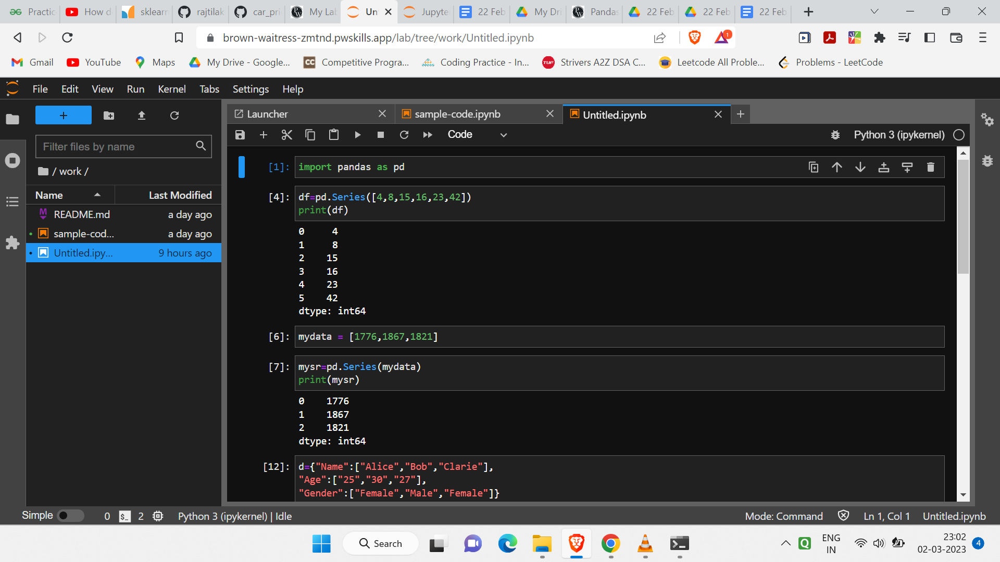 Practic
How do
sklearn
rajtilak
car_pri
My Lab
Un
Jupyte
22 Feb
My Dri
Pandas
22 Feb
22 Feb
22 Feb
brown-waitress-zmtnd.pwskills.app/lab/tree/work/Untitled.ipynb
1
Gmail
YouTube
Maps
My Drive - Google...
CC
Competitive Progra...
Coding Practice - In...
TUF
Strivers A2Z DSA C...
Leetcode All Proble...
Problems - LeetCode
File Edit View Run Kernel Tabs Settings Help
Launcher
sample-code.ipynb
Untitled.ipynb
Code
Python 3 (ipykernel)
Filter files by name
/ work /
Name Last Modified
README.md a day ago
sample-cod... a day ago
Untitled.ipy... 9 hours ago
[1]: import pandas as pd
[4]: df=pd.Series([4,8,15,16,23,42])
print(df)
0 4
1 8
2 15
3 16
4 23
5 42
dtype: int64
[6]: mydata = [1776,1867,1821]
[7]: mysr=pd.Series(mydata)
print(mysr)
0 1776
1 1867
2 1821
dtype: int64
[12]: d={"Name":["Alice","Bob","Clarie"],
"Age":["25","30","27"],
"Gender":["Female","Male","Female"]}
Simple 0 $_ 2 Python 3 (ipykernel) | Idle
Mode: Command Ln 1, Col 1 Untitled.ipynb
Search
Q
ENG
IN
23:02
02-03-2023
4